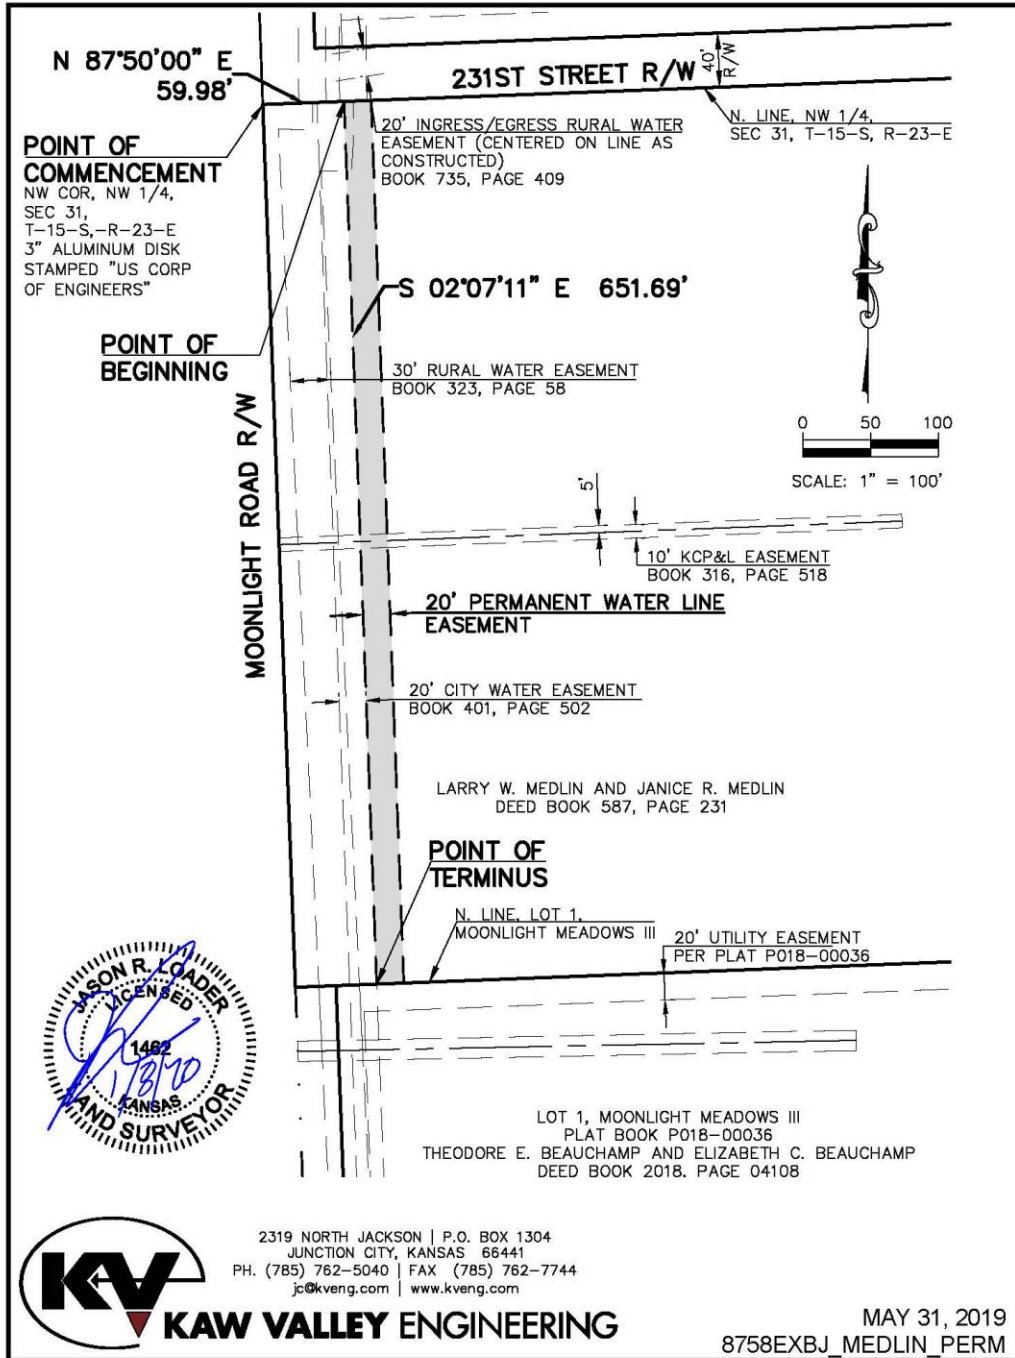 N 87°50'00" E
59.98'
231ST STREET R/W
40'
R/W
N. LINE, NW 1/4,
SEC 31, T-15-S, R-23-E
20' INGRESS/EGRESS RURAL WATER
EASEMENT (CENTERED ON LINE AS
CONSTRUCTED)
BOOK 735, PAGE 409
POINT OF
COMMENCEMENT
NW COR, NW 1/4,
SEC 31,
T-15-S,-R-23-E
3" ALUMINUM DISK
STAMPED "US CORP
OF ENGINEERS"
S 02°07'11" E 651.69'
POINT OF
BEGINNING
30' RURAL WATER EASEMENT
BOOK 323, PAGE 58
MOONLIGHT ROAD R/W
0 50 100
SCALE: 1" = 100'
5'
10' KCP&L EASEMENT
BOOK 316, PAGE 518
20' PERMANENT WATER LINE
EASEMENT
20' CITY WATER EASEMENT
BOOK 401, PAGE 502
LARRY W. MEDLIN AND JANICE R. MEDLIN
DEED BOOK 587, PAGE 231
POINT OF
TERMINUS
N. LINE, LOT 1,
MOONLIGHT MEADOWS III
20' UTILITY EASEMENT
PER PLAT P018-00036
JASON R. LOADER
LICENSED
1462
1/3/20
KANSAS
LAND SURVEYOR
LOT 1, MOONLIGHT MEADOWS III
PLAT BOOK P018-00036
THEODORE E. BEAUCHAMP AND ELIZABETH C. BEAUCHAMP
DEED BOOK 2018. PAGE 04108
2319 NORTH JACKSON | P.O. BOX 1304
JUNCTION CITY, KANSAS 66441
PH. (785) 762-5040 | FAX (785) 762-7744
jc@kveng.com | www.kveng.com
KV
KAW VALLEY ENGINEERING
MAY 31, 2019
8758EXBJ_MEDLIN_PERM